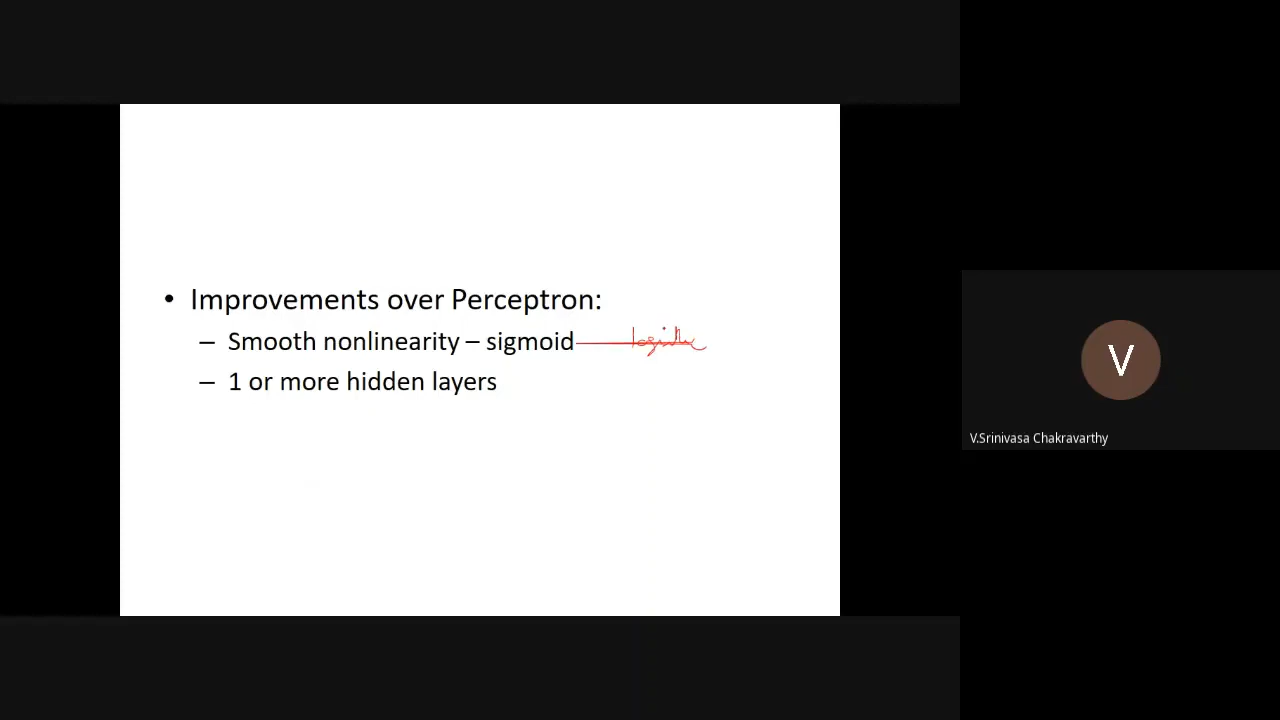 • Improvements over Perceptron:
– Smooth nonlinearity – sigmoid
– 1 or more hidden layers
V
V.Srinivasa Chakravarthy